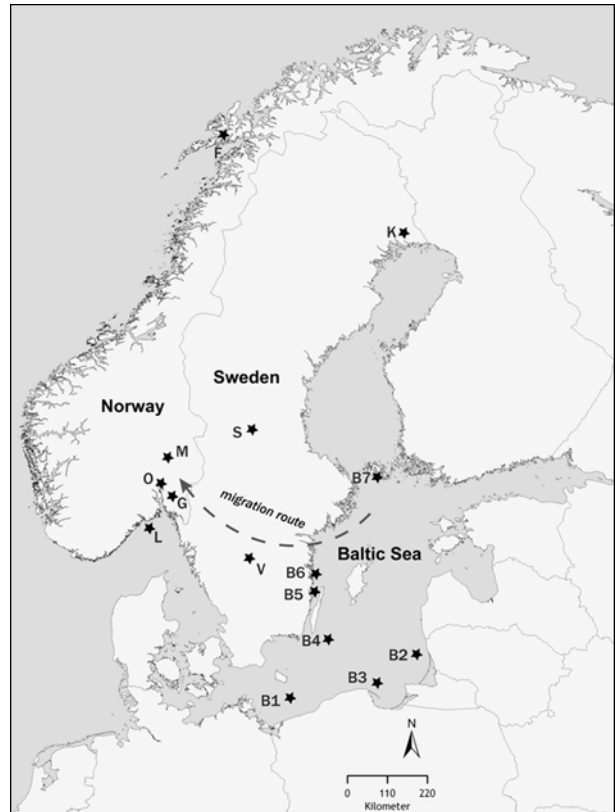 F
K
Sweden
Norway
S
M
O
G
B7
migration route
L
Baltic Sea
V
B6
B5
B4
B2
B3
B1
N
0 110 220
Kilometer